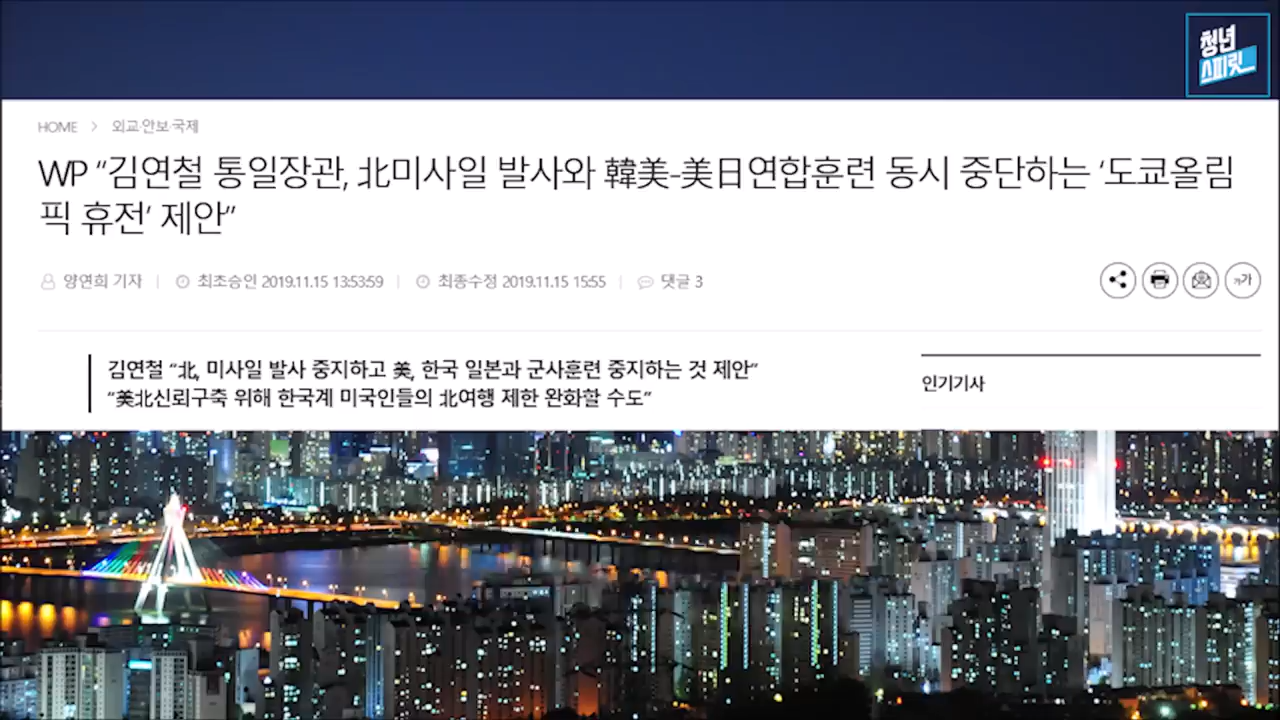 청년
스피릿
HOME > 외교·안보·국제
WP “김연철 통일장관, 北미사일 발사와 韓美-美日연합훈련 동시 중단하는 ‘도쿄올림
픽 휴전’ 제안”
양연희 기자 | 최초승인 2019.11.15 13:53:59 | 최종수정 2019.11.15 15:55 | 댓글 3
가가
김연철 “北, 미사일 발사 중지하고 美, 한국 일본과 군사훈련 중지하는 것 제안”
“美北신뢰구축 위해 한국계 미국인들의 北여행 제한 완화할 수도”
인기기사